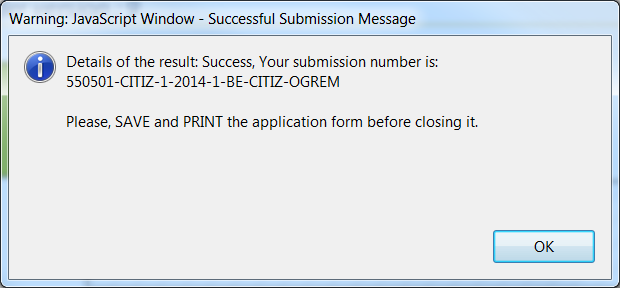 Warning: JavaScript Window - Successful Submission Message
Details of the result: Success, Your submission number is:
550501-CITIZ-1-2014-1-BE-CITIZ-OGREM
Please, SAVE and PRINT the application form before closing it.
OK